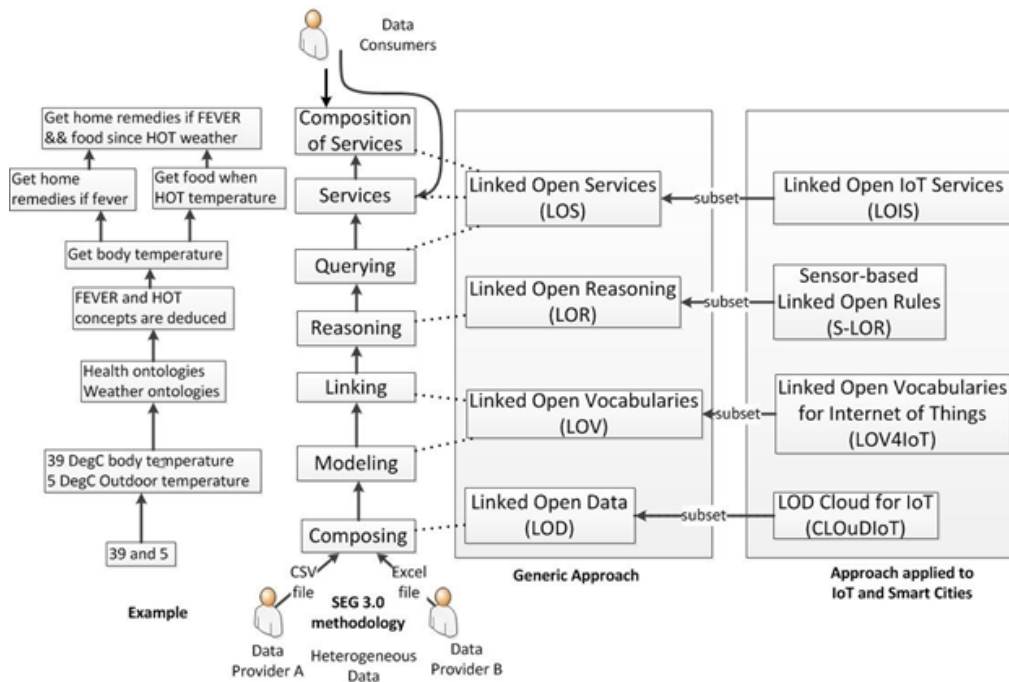 Data
Consumers
Get home remedies if FEVER
&& food since HOT weather
Get home
remedies if fever
Get food when
HOT temperature
Get body temperature
FEVER and HOT
concepts are deduced
Health ontologies
Weather ontologies
39 DegC body temperature
5 DegC Outdoor temperature
39 and 5
Example
Composition
of Services
Services
Querying
Reasoning
Linking
Modeling
Composing
CSV
file
Excel
file
SEG 3.0
methodology
Heterogeneous
Data
Data
Provider A
Data
Provider B
Linked Open Services
(LOS)
Linked Open Reasoning
(LOR)
Linked Open Vocabularies
(LOV)
Linked Open Data
(LOD)
Generic Approach
subset
subset
subset
subset
Linked Open IoT Services
(LOIS)
Sensor-based
Linked Open Rules
(S-LOR)
Linked Open Vocabularies
for Internet of Things
(LOV4IoT)
LOD Cloud for IoT
(CLOuDIoT)
Approach applied to
IoT and Smart Cities